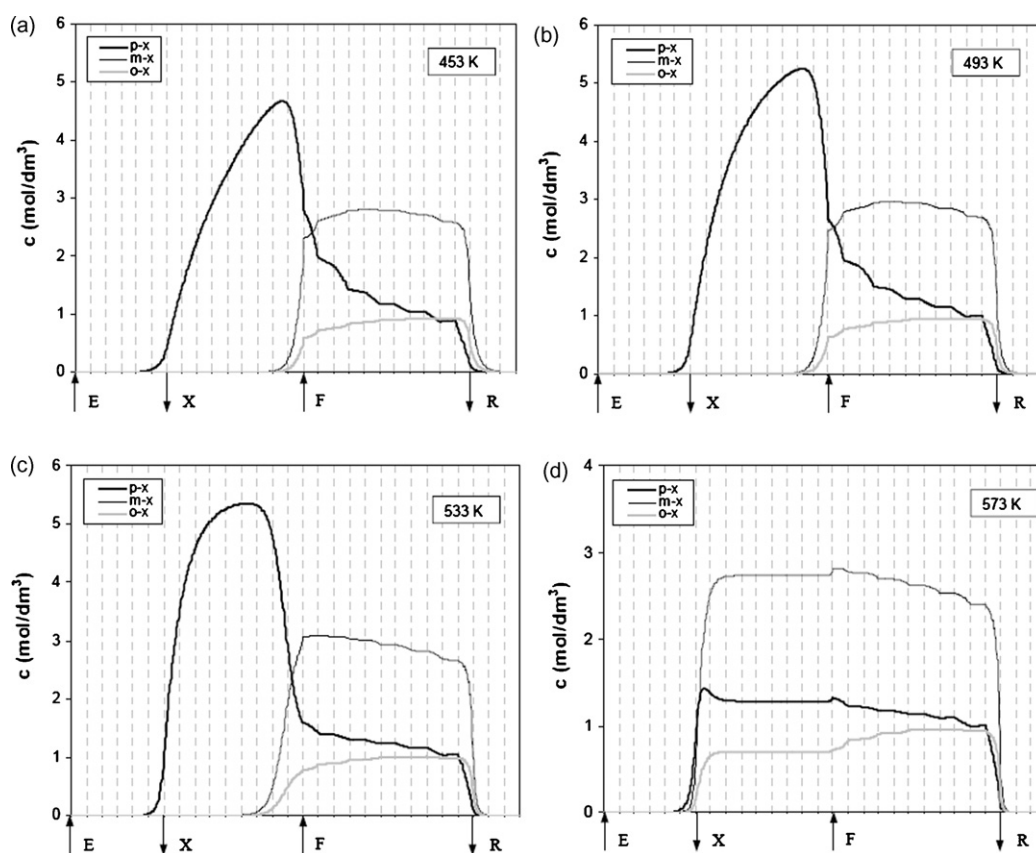 (a)
6
5
4
3
2
1
0
c (mol/dm³)
p-x
m-x
o-x
453 K
E X F R
(b)
6
5
4
3
2
1
0
c (mol/dm³)
p-x
m-x
o-x
493 K
E X F R
(c)
6
5
4
3
2
1
0
c (mol/dm³)
p-x
m-x
o-x
533 K
E X F R
(d)
4
3
2
1
0
c (mol/dm³)
p-x
m-x
o-x
573 K
E X F R